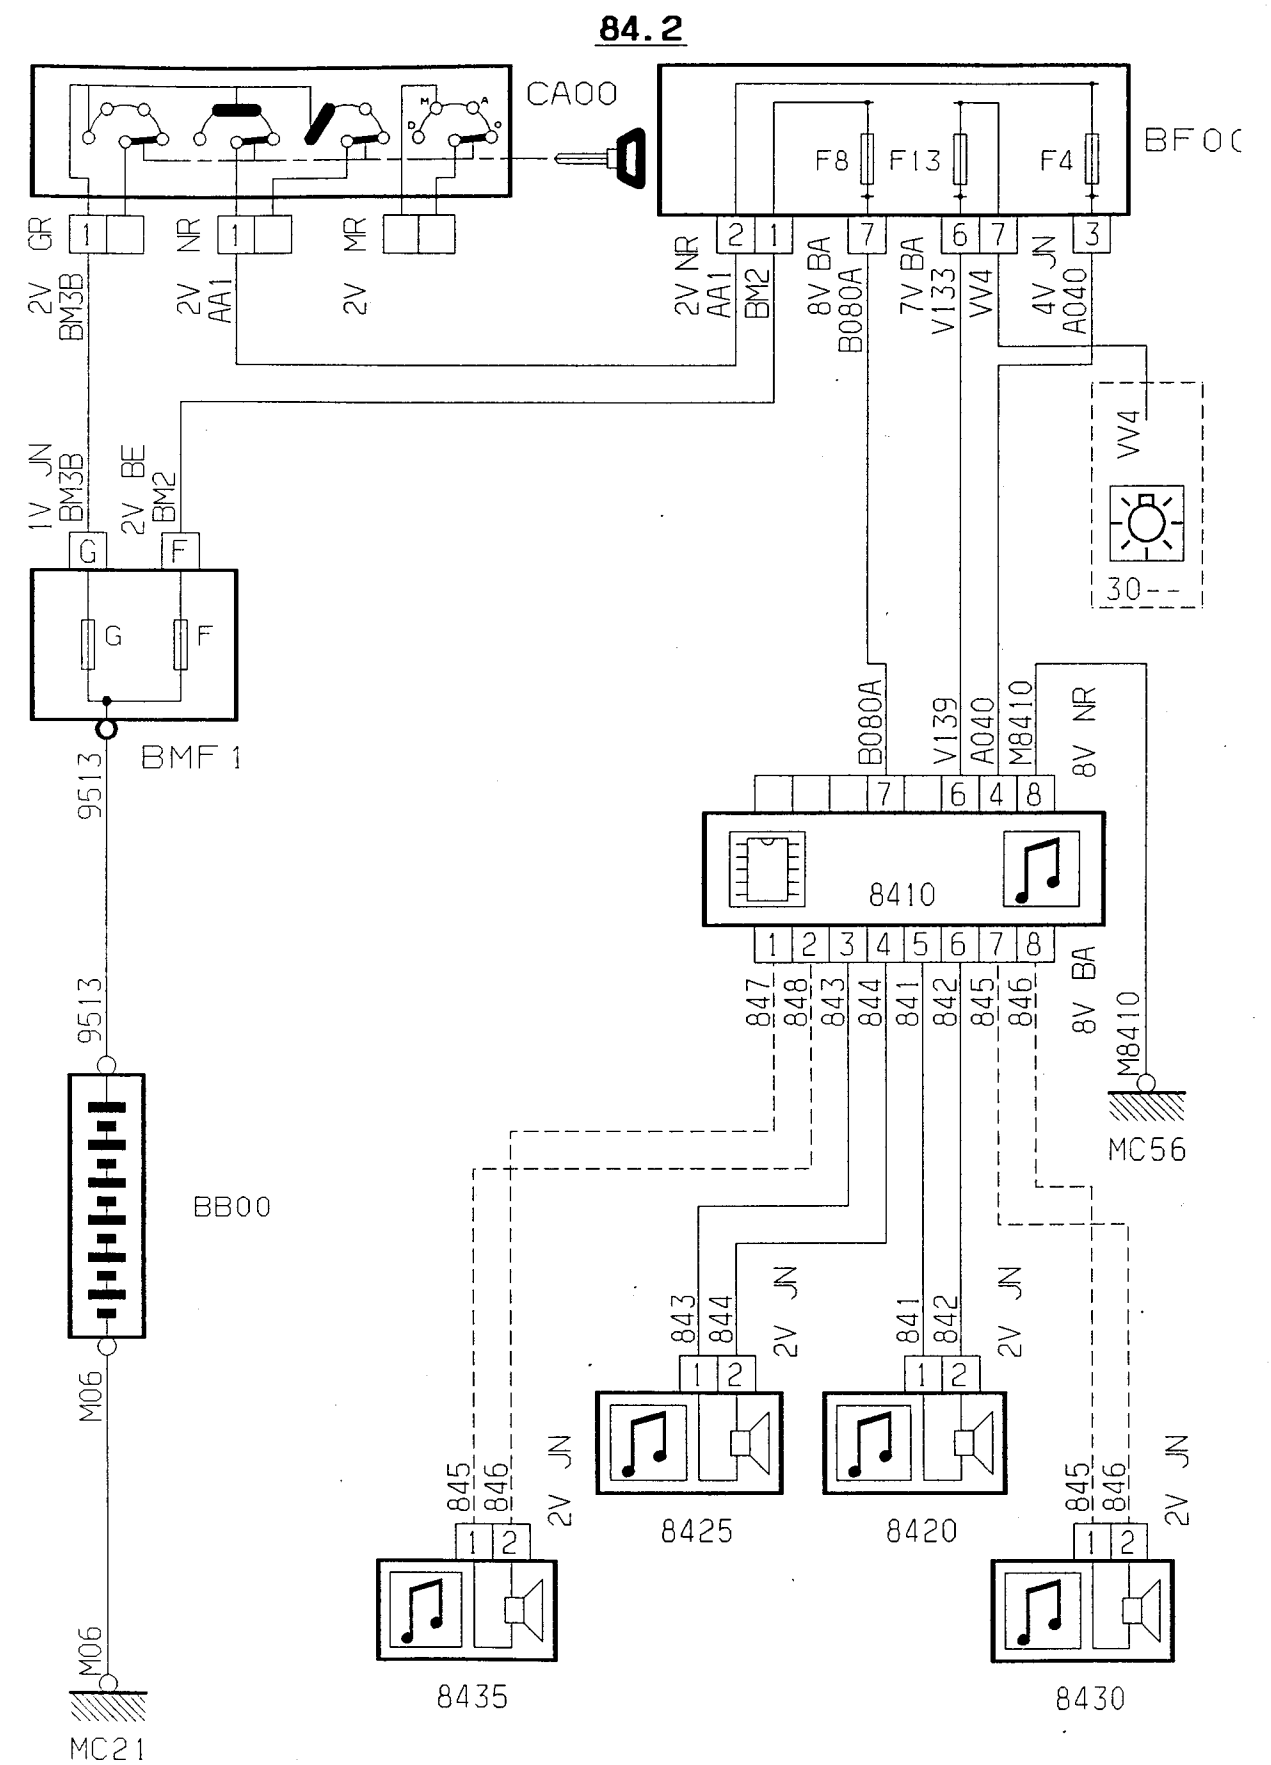 84.2
CA00
M
A
D
BF0
F8
F13
F4
GR
1
NR
1
MR
2V NR
2
1
8V BA
7
7V BA
6
7
4V JN
3
2V
BM3B
2V
AA1
2V
AA1
BM2
B080A
V133
VV4
A040
VV4
30--
1V JN
BM3B
2V BE
BM2
G
F
G
F
BMF1
9513
B080A
V139
A040
M8410
8V NR
7
6
4
8
8410
1
2
3
4
5
6
7
8
847
848
843
844
841
842
845
846
8V BA
9513
M8410
MC56
BB00
843
844
2V JN
841
842
2V JN
1
2
1
2
M06
8425
8420
845
846
2V JN
845
846
2V JN
1
2
1
2
M06
8435
8430
MC21